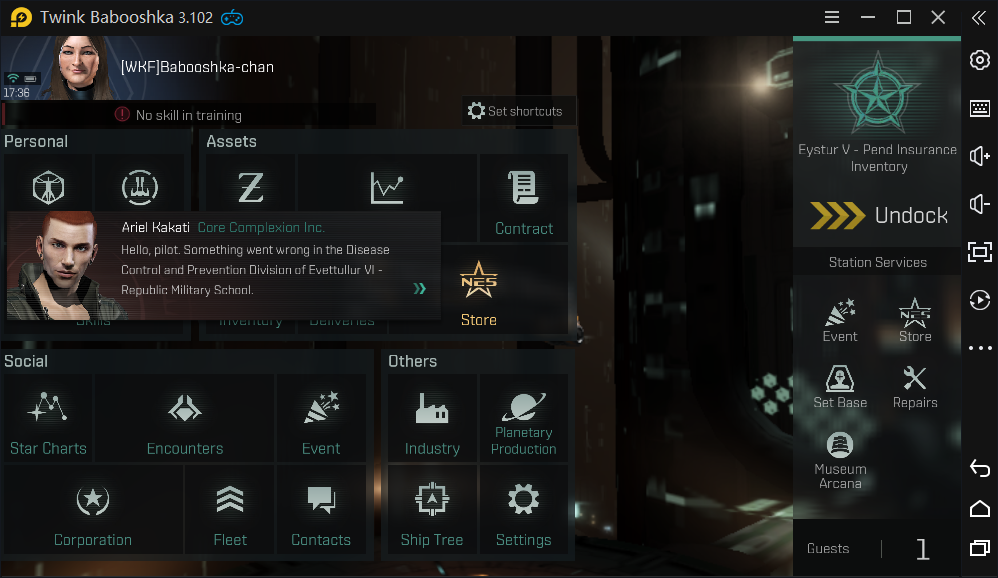 Twink Babooshka 3.102
[WKF]Babooshka-chan
17:36
No skill in training
Set shortcuts
Personal
Assets
Contract
Ariel Kakati Core Complexion Inc.
Hello, pilot. Something went wrong in the Disease
Control and Prevention Division of Evettullur VI -
Republic Military School.
Skills
Inventory
Deliveries
NES
Store
Social
Others
Star Charts
Encounters
Event
Industry
Planetary
Production
Corporation
Fleet
Contacts
Ship Tree
Settings
Eystur V - Pend Insurance
Inventory
Undock
Station Services
Event
NES
Store
Set Base
Repairs
Museum
Arcana
Guests
1